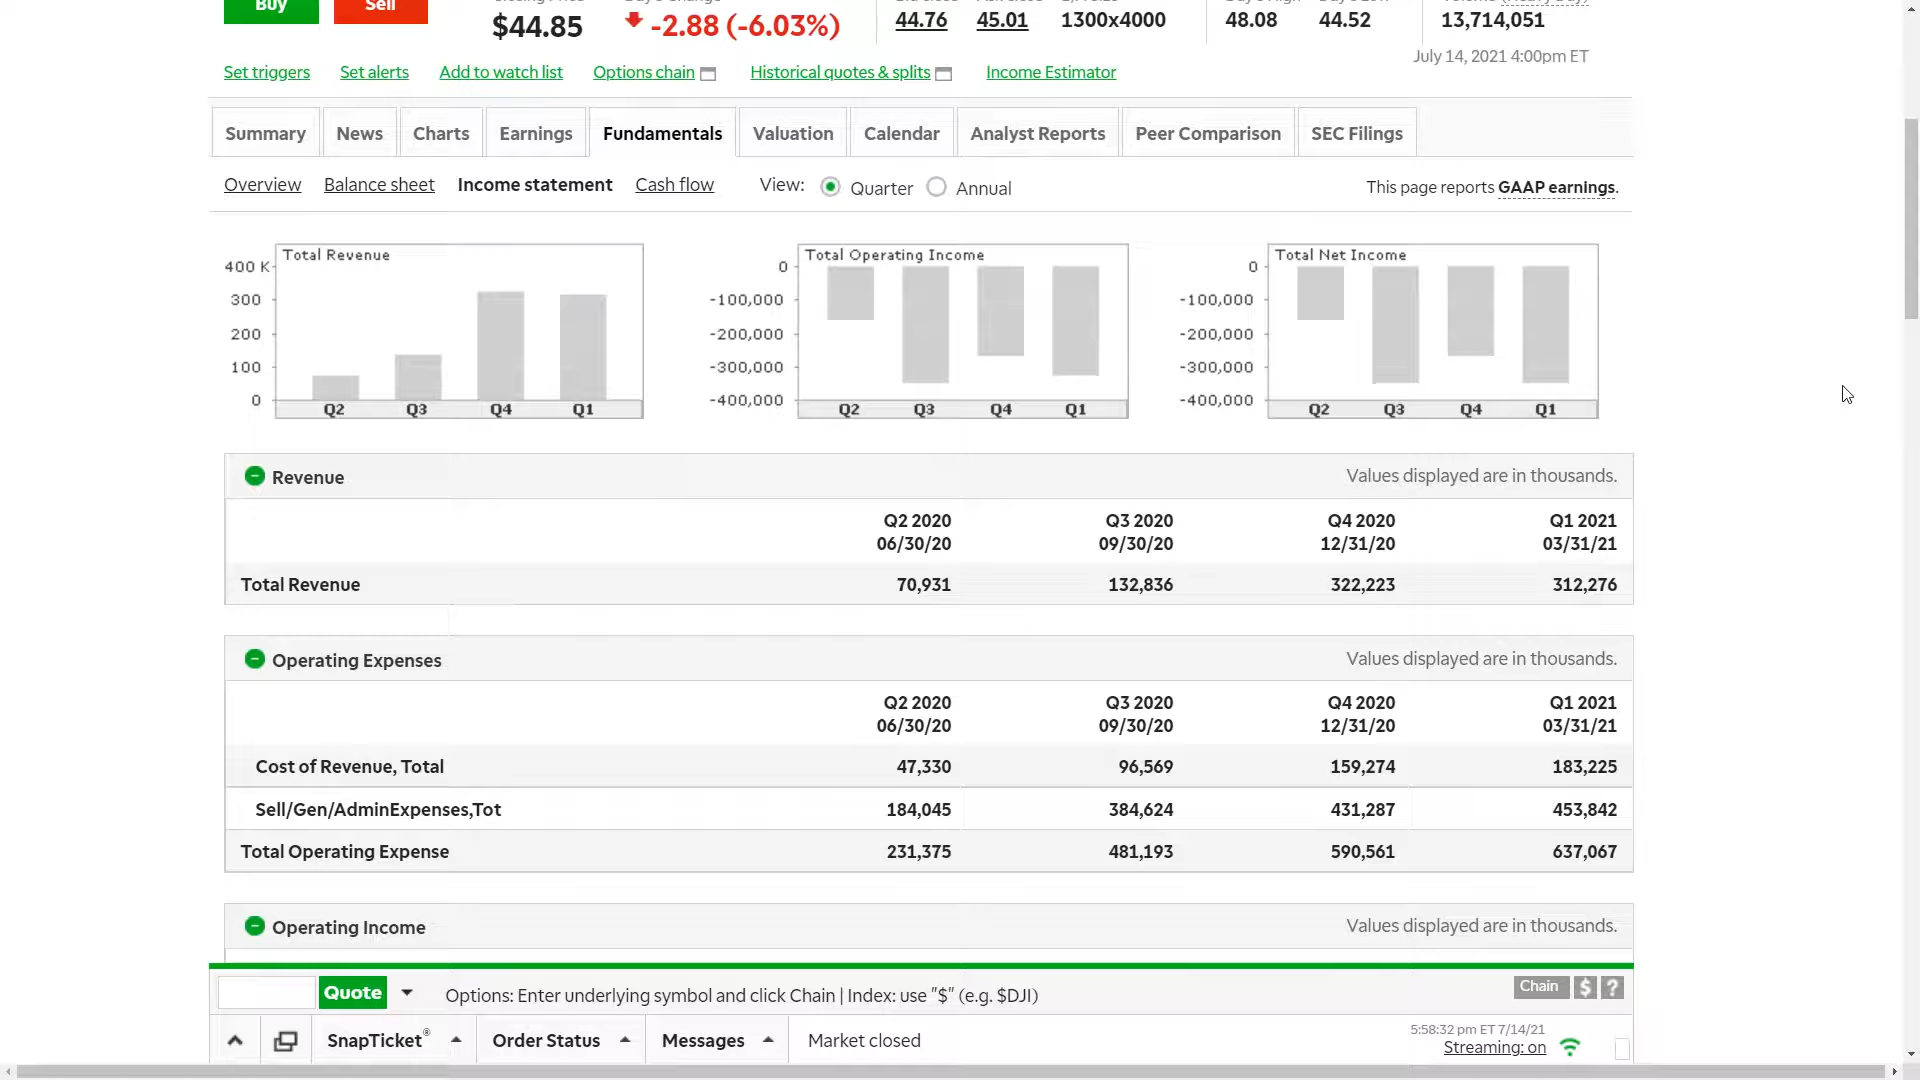 Buy Sell
$44.85 -2.88 (-6.03%) 44.76 45.01 1300x4000 48.08 44.52 13,714,051
July 14, 2021 4:00pm ET
Set triggers Set alerts Add to watch list Options chain Historical quotes & splits Income Estimator
Summary News Charts Earnings Fundamentals Valuation Calendar Analyst Reports Peer Comparison SEC Filings
Overview Balance sheet Income statement Cash flow View: Quarter Annual This page reports GAAP earnings.
Total Revenue
400 K
300
200
100
0
Q2 Q3 Q4 Q1
Total Operating Income
0
-100,000
-200,000
-300,000
-400,000
Q2 Q3 Q4 Q1
Total Net Income
0
-100,000
-200,000
-300,000
-400,000
Q2 Q3 Q4 Q1
Revenue Values displayed are in thousands.
Q2 2020 Q3 2020 Q4 2020 Q1 2021
06/30/20 09/30/20 12/31/20 03/31/21
Total Revenue 70,931 132,836 322,223 312,276
Operating Expenses Values displayed are in thousands.
Q2 2020 Q3 2020 Q4 2020 Q1 2021
06/30/20 09/30/20 12/31/20 03/31/21
Cost of Revenue, Total 47,330 96,569 159,274 183,225
Sell/Gen/AdminExpenses,Tot 184,045 384,624 431,287 453,842
Total Operating Expense 231,375 481,193 590,561 637,067
Operating Income Values displayed are in thousands.
Quote Options: Enter underlying symbol and click Chain | Index: use "$" (e.g. $DJI) Chain $ ?
SnapTicket® Order Status Messages Market closed
5:58:32 pm ET 7/14/21
Streaming: on